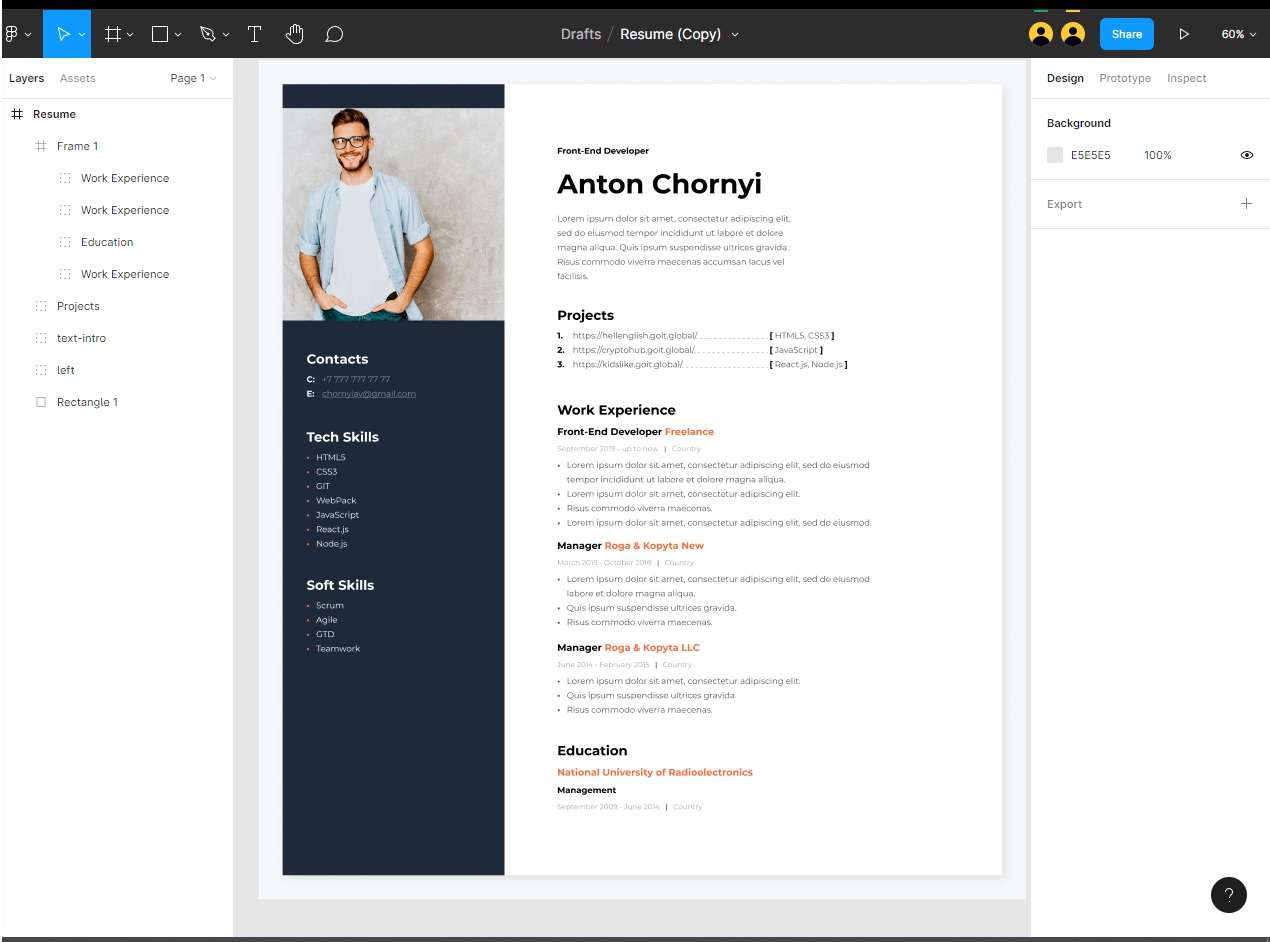 Drafts / Resume (Copy)
Share
60%
Layers
Assets
Page 1
Resume
Frame 1
Work Experience
Work Experience
Education
Work Experience
Projects
text-intro
left
Rectangle 1
Contacts
C: +7 777 777 77 77
E: chornyiav@gmail.com
Tech Skills
• HTML5
• CSS3
• GIT
• WebPack
• JavaScript
• React.js
• Node.js
Soft Skills
• Scrum
• Agile
• GTD
• Teamwork
Front-End Developer
Anton Chornyi
Lorem ipsum dolor sit amet, consectetur adipiscing elit,
sed do eiusmod tempor incididunt ut labore et dolore
magna aliqua. Quis ipsum suspendisse ultrices gravida.
Risus commodo viverra maecenas accumsan lacus vel
facilisis.
Projects
1. https://hellenglish.goit.global/ [ HTML5, CSS3 ]
2. https://cryptohub.goit.global/ [ JavaScript ]
3. https://kidslike.goit.global/ [ React.js, Node.js ]
Work Experience
Front-End Developer Freelance
September 2019 - up to now | Country
• Lorem ipsum dolor sit amet, consectetur adipiscing elit, sed do eiusmod
tempor incididunt ut labore et dolore magna aliqua.
• Lorem ipsum dolor sit amet, consectetur adipiscing elit.
• Risus commodo viverra maecenas.
• Lorem ipsum dolor sit amet, consectetur adipiscing elit, sed do eiusmod.
Manager Roga & Kopyta New
March 2015 - October 2018 | Country
• Lorem ipsum dolor sit amet, consectetur adipiscing elit, sed do eiusmod
labore et dolore magna aliqua.
• Quis ipsum suspendisse ultrices gravida.
• Risus commodo viverra maecenas.
Manager Roga & Kopyta LLC
June 2014 - February 2015 | Country
• Lorem ipsum dolor sit amet, consectetur adipiscing elit.
• Quis ipsum suspendisse ultrices gravida.
• Risus commodo viverra maecenas.
Education
National University of Radioelectronics
Management
September 2009 - June 2014 | Country
Design
Prototype
Inspect
Background
E5E5E5
100%
Export
?